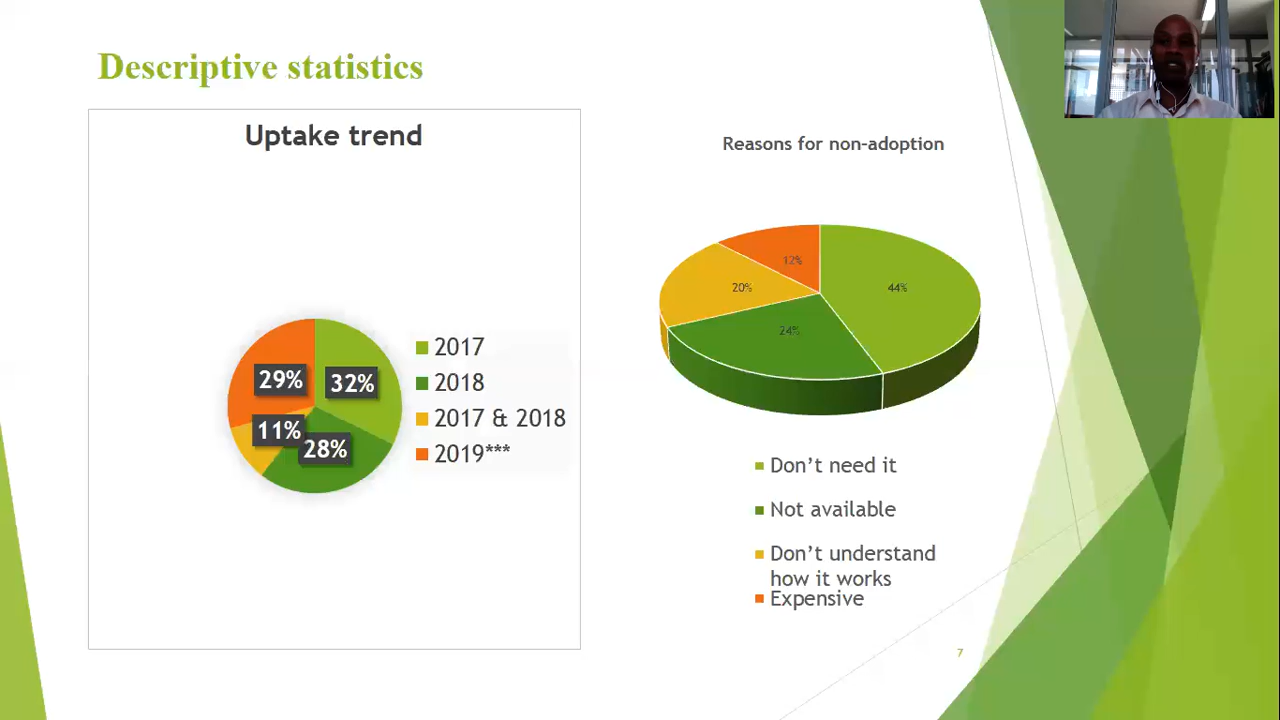 Descriptive statistics
Uptake trend
29%
32%
11%
28%
2017
2018
2017 & 2018
2019***
Reasons for non-adoption
12%
20%
44%
24%
Don’t need it
Not available
Don’t understand
how it works
Expensive
7